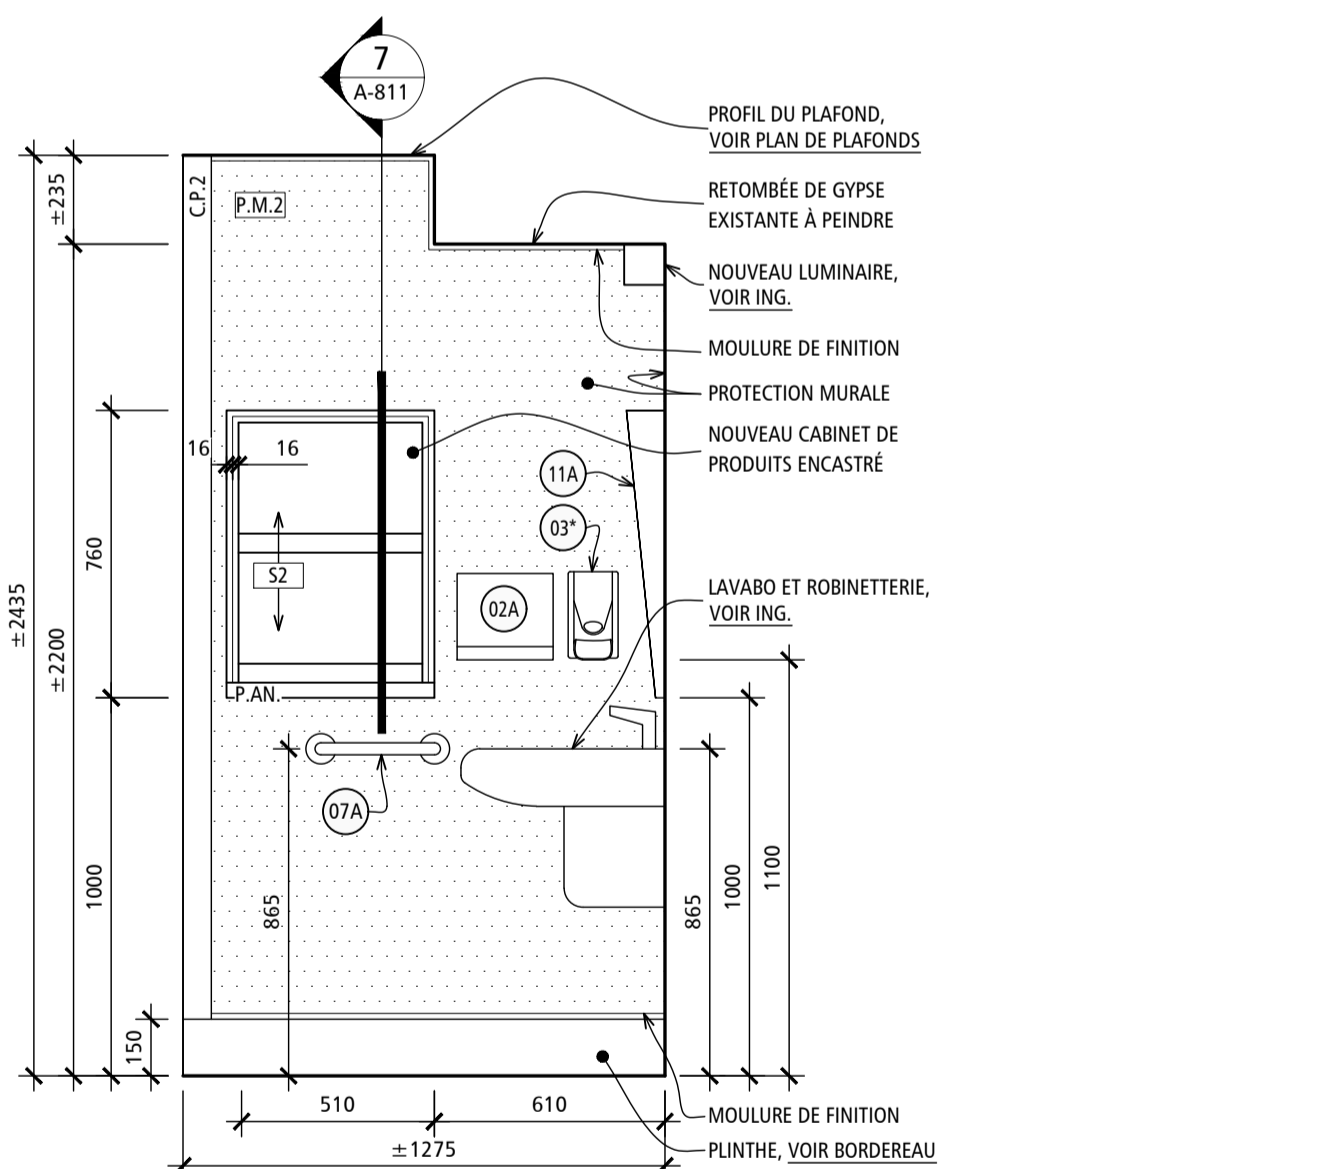 7
A-811
PROFIL DU PLAFOND,
VOIR PLAN DE PLAFONDS
±235
C.P.2
P.M.2
RETOMBÉE DE GYPSE
EXISTANTE À PEINDRE
NOUVEAU LUMINAIRE,
VOIR ING.
MOULURE DE FINITION
PROTECTION MURALE
NOUVEAU CABINET DE
PRODUITS ENCASTRÉ
16
16
11A
03*
760
S2
02A
LAVABO ET ROBINETTERIE,
VOIR ING.
±2435
±2200
P.AN.
07A
1000
865
865
1000
1100
150
510
610
MOULURE DE FINITION
±1275
PLINTHE, VOIR BORDEREAU